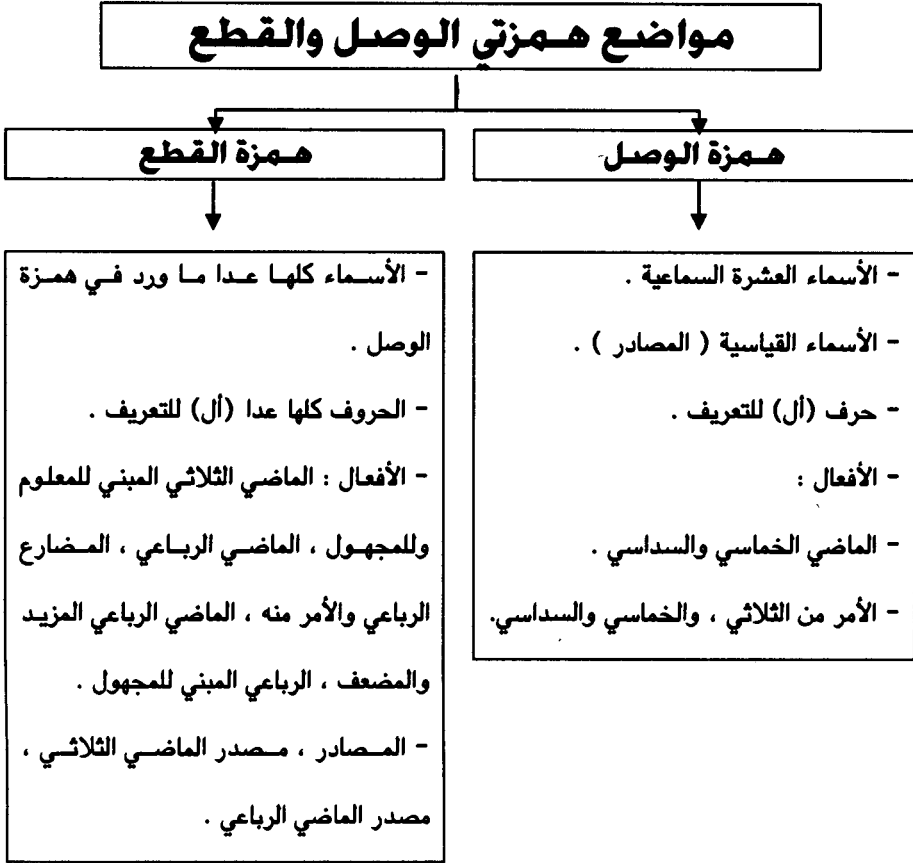 مواضع همزتي الوصل والقطع
همزة الوصل
همزة القطع
- الأسماء العشرة السماعية .
- الأسماء القياسية ( المصادر ) .
- حرف (أل) للتعريف .
- الأفعال :
- الماضي الخماسي والسداسي .
- الأمر من الثلاثي ، والخماسي والسداسي.
- الأسماء كلها عدا ما ورد في همزة
الوصل .
- الحروف كلها عدا (أل) للتعريف .
- الأفعال : الماضي الثلاثي المبني للمعلوم
وللمجهول ، الماضي الرباعي ، المضارع
الرباعي والأمر منه ، الماضي الرباعي المزيد
والمضعف ، الرباعي المبني للمجهول .
- المصادر ، مصدر الماضي الثلاثي ،
مصدر الماضي الرباعي .